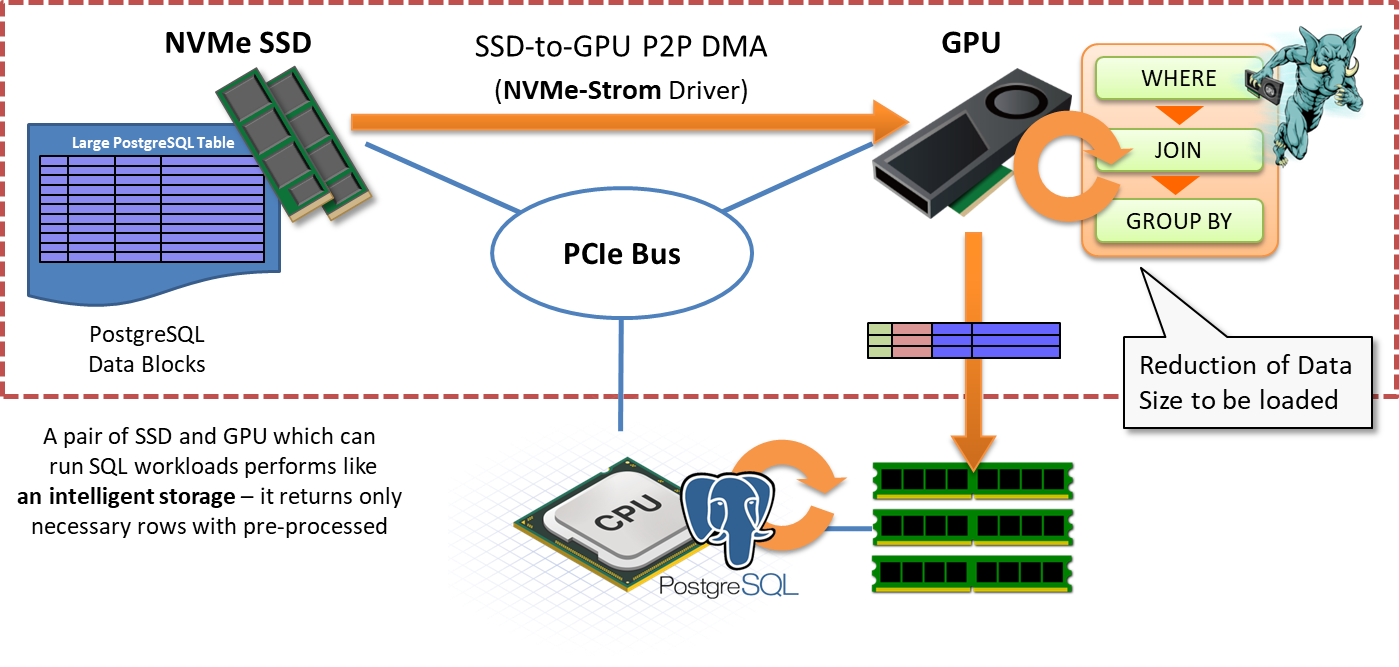 NVMe SSD
SSD-to-GPU P2P DMA
(NVMe-Strom Driver)
GPU
WHERE
JOIN
GROUP BY
Large PostgreSQL Table
PCIe Bus
PostgreSQL
Data Blocks
Reduction of Data
Size to be loaded
A pair of SSD and GPU which can
run SQL workloads performs like
an intelligent storage – it returns only
necessary rows with pre-processed
CPU
PostgreSQL